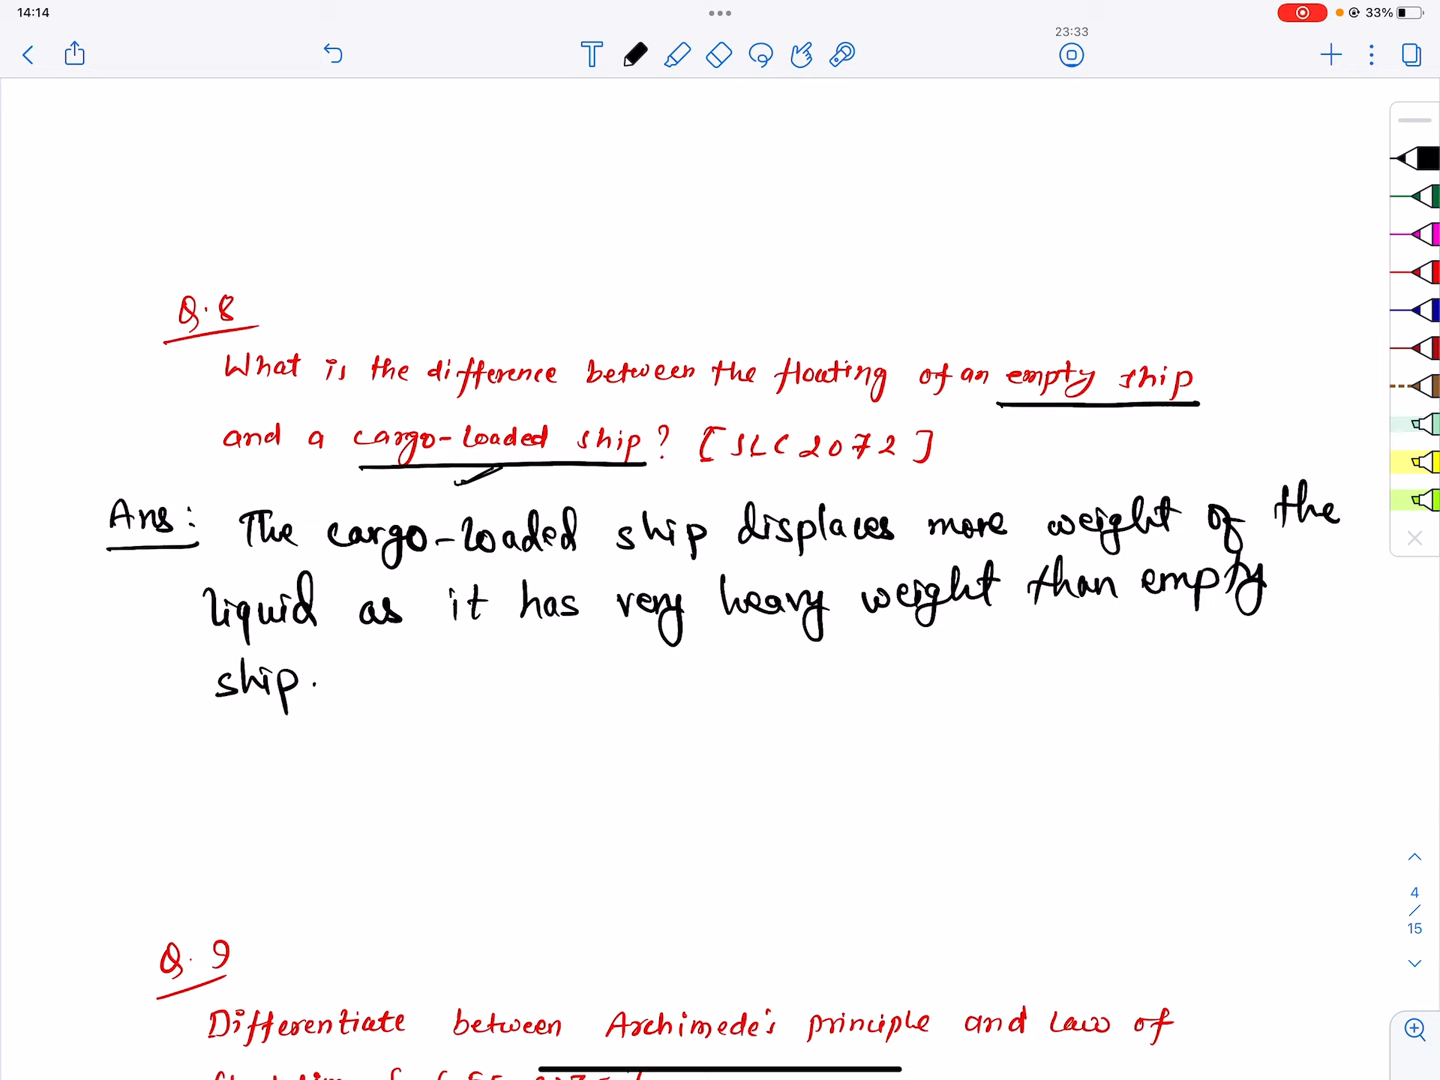 14:14
33%
23:33
Q.8
What is the difference between the floating of an empty ship
and a cargo-loaded ship? [SLC 2072]
Ans: The cargo-loaded ship displaces more weight of the
liquid as it has very heavy weight than empty
ship.
4
/
15
Q.9
Differentiate between Archimede's principle and law of